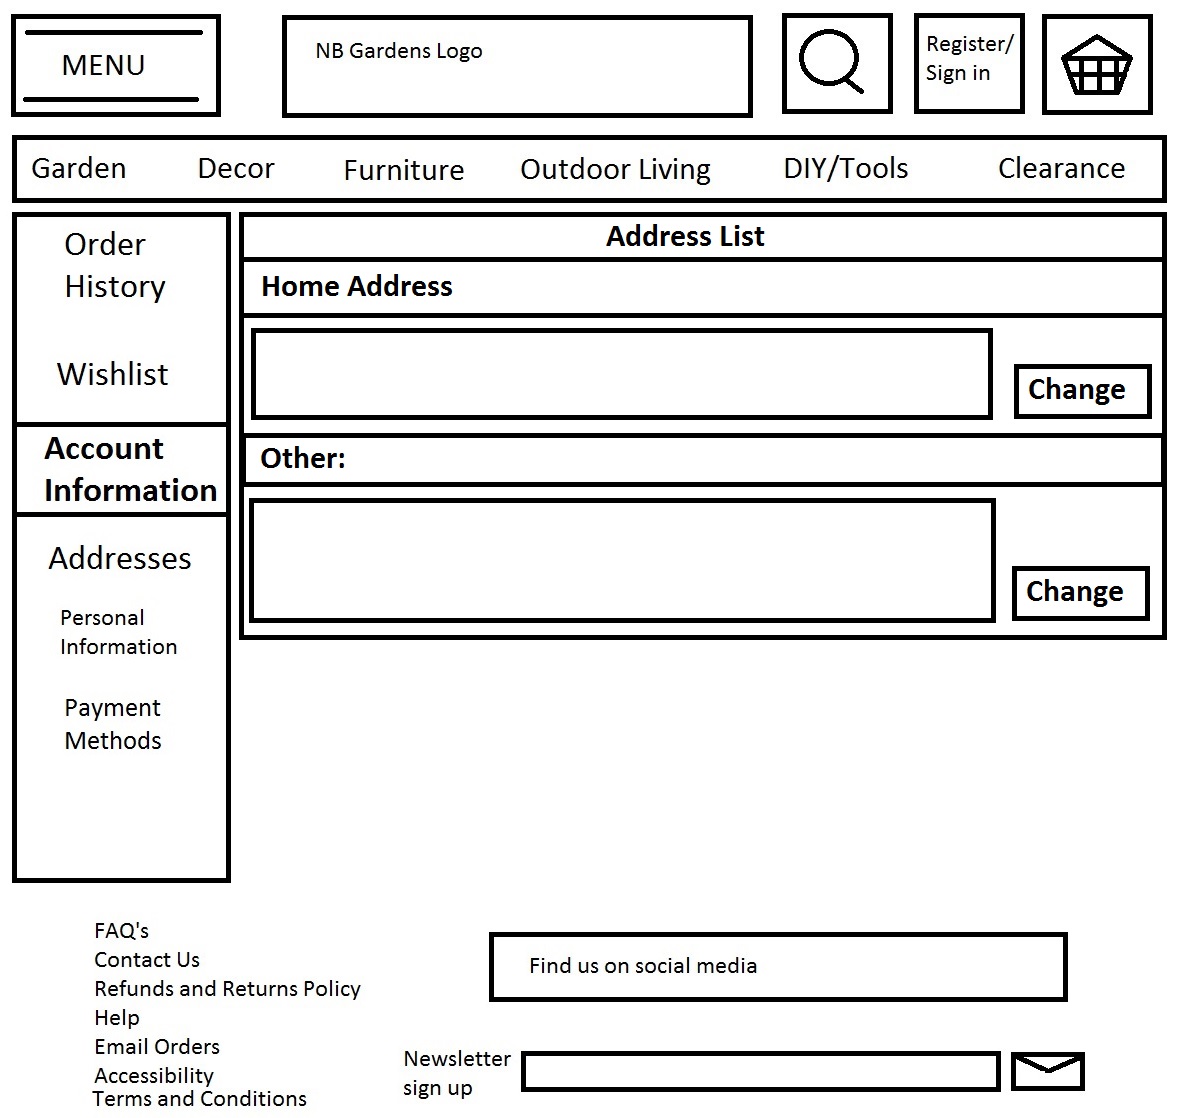 MENU
NB Gardens Logo
Register/
Sign in
Garden Decor Furniture Outdoor Living DIY/Tools Clearance
Order
History
Wishlist
Account
Information
Addresses
Personal
Information
Payment
Methods
Address List
Home Address
Change
Other:
Change
FAQ's
Contact Us
Refunds and Returns Policy
Help
Email Orders
Accessibility
Terms and Conditions
Find us on social media
Newsletter
sign up